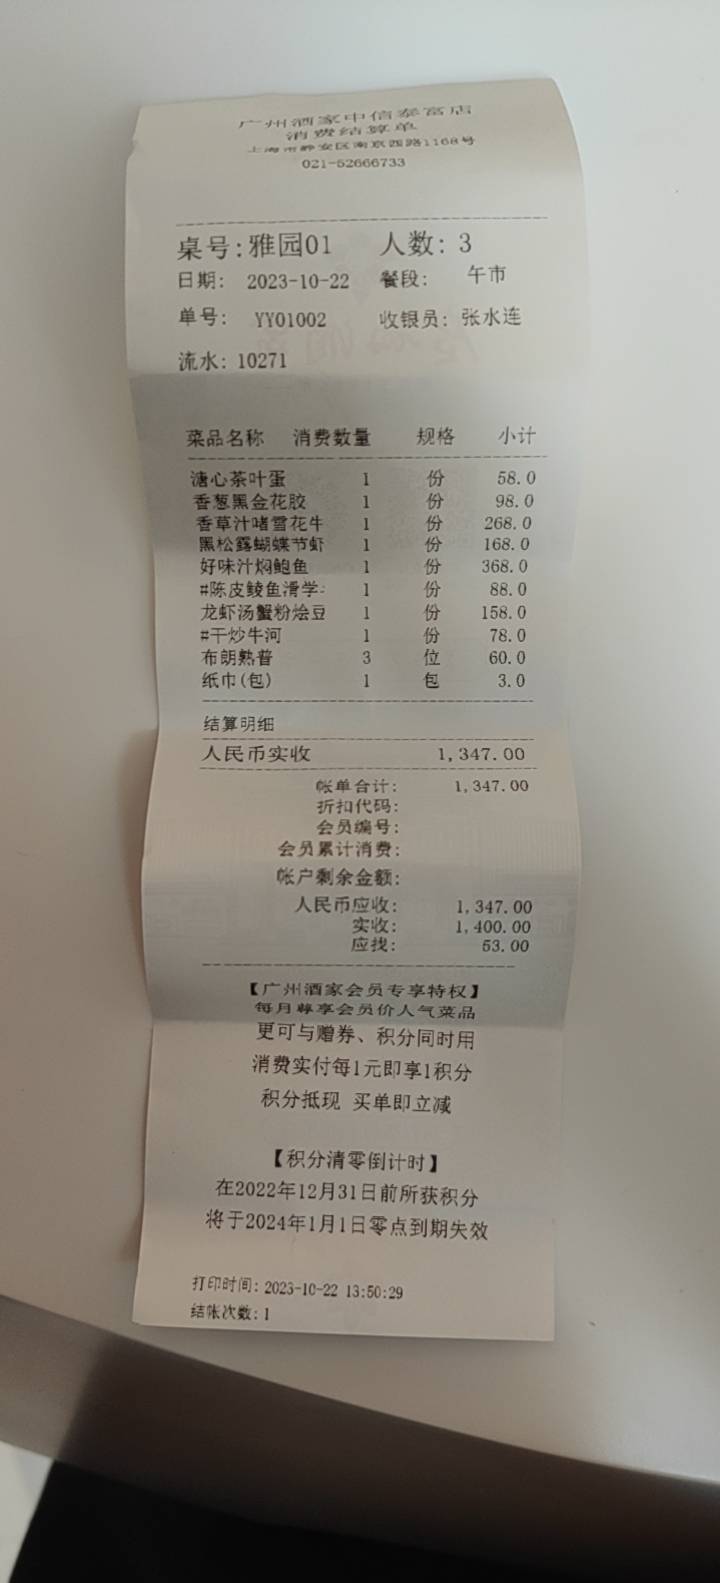 广州酒家中信泰富店
消费结算单
上海市静安区南京西路1168号
021-52666733
桌号:雅园01 人数: 3
日期: 2023-10-22 餐段: 午市
单号: YY01002 收银员: 张水连
流水: 10271
菜品名称 消费数量 规格 小计
溏心茶叶蛋 1 份 58.0
香葱黑金花胶 1 份 98.0
香草汁啫雪花牛 1 份 268.0
黑松露蝴蝶节虾 1 份 168.0
好味汁焖鲍鱼 1 份 368.0
#陈皮鲮鱼滑学 1 份 88.0
龙虾汤蟹粉烩豆 1 份 158.0
#干炒牛河 1 份 78.0
布朗熟普 3 位 60.0
纸巾(包) 1 包 3.0
结算明细
人民币实收 1,347.00
帐单合计: 1,347.00
折扣代码:
会员编号:
会员累计消费:
帐户剩余金额:
人民币应收: 1,347.00
实收: 1,400.00
应找: 53.00
【广州酒家会员专享特权】
每月尊享会员价人气菜品
更可与赠券、积分同时用
消费实付每1元即享1积分
积分抵现 买单即立减
【积分清零倒计时】
在2022年12月31日前所获积分
将于2024年1月1日零点到期失效
打印时间: 2023-10-22 13:50:29
结帐次数: 1